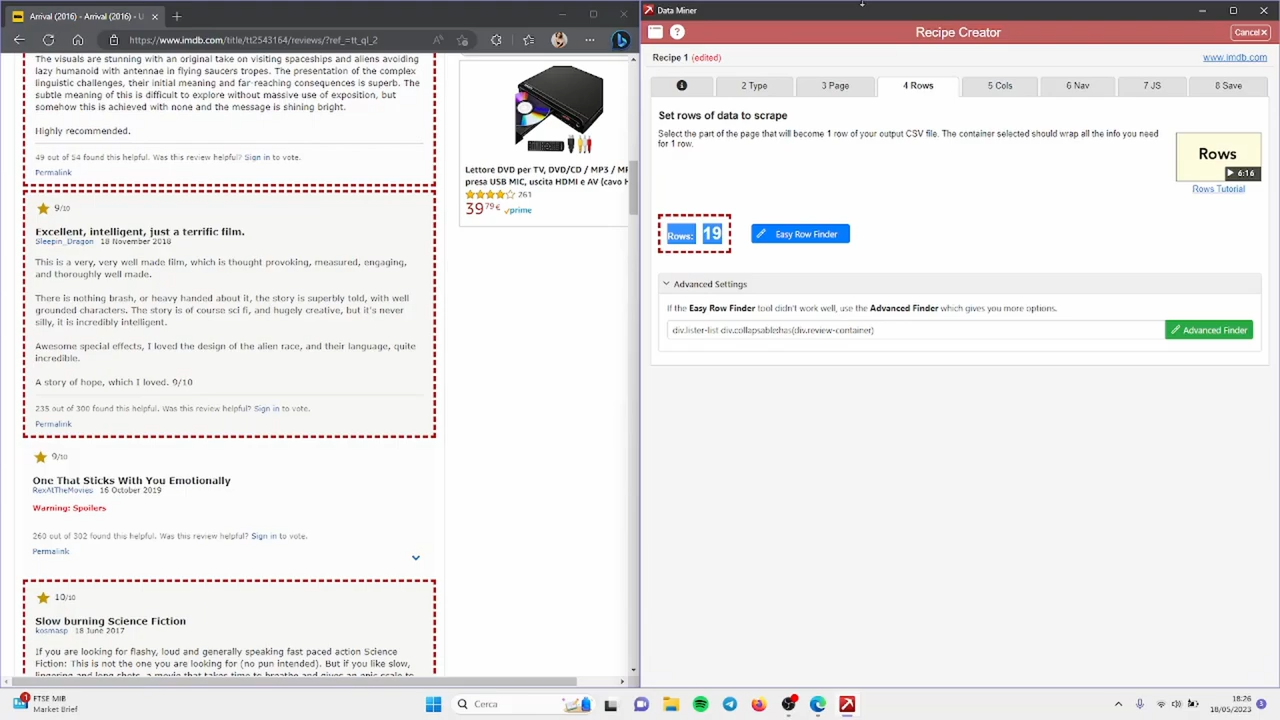 Arrival (2016) - Arrival (2016) - U
https://www.imdb.com/title/tt2543164/reviews/?ref_=tt_ql_2
The visuals are stunning with an original take on visiting spaceships and aliens avoiding
lazy humanoid with antennae in flying saucers tropes. The presentation of the complex
linguistic challenges, their initial meaning and far reaching consequences is superb. The
subtle meaning of this is difficult to explore without massive use of exposition, but
somehow this is achieved with none and the message is shining bright.
Highly recommended.
49 out of 54 found this helpful. Was this review helpful? Sign in to vote.
Permalink
9/10
Excellent, intelligent, just a terrific film.
Sleepin_Dragon 18 November 2018
This is a very, very well made film, which is thought provoking, measured, engaging,
and thoroughly well made.
There is nothing brash, or heavy handed about it, the story is superbly told, with well
grounded characters. The story is of course sci fi, and hugely creative, but it's never
silly, it is incredibly intelligent.
Awesome special effects, I loved the design of the alien race, and their language, quite
incredible.
A story of hope, which I loved. 9/10
235 out of 300 found this helpful. Was this review helpful? Sign in to vote.
Permalink
9/10
One That Sticks With You Emotionally
RexAtTheMovies 16 October 2019
Warning: Spoilers
260 out of 302 found this helpful. Was this review helpful? Sign in to vote.
Permalink
10/10
Slow burning Science Fiction
kosmasp 18 June 2017
If you are looking for flashy, loud and generally speaking fast paced action Science
Fiction: This is not the one you are looking for (no pun intended). But if you like slow,
lingering and long shots, a movie that takes time to breathe and gives an epic scale to
Lettore DVD per TV, DVD/CD / MP3 / MP
presa USB MIC, uscita HDMI e AV (cavo H
261
39,79€ prime
Data Miner
Recipe Creator
Cancel
Recipe 1 (edited)
www.imdb.com
2 Type
3 Page
4 Rows
5 Cols
6 Nav
7 JS
8 Save
Set rows of data to scrape
Select the part of the page that will become 1 row of your output CSV file. The container selected should wrap all the info you need
for 1 row.
Rows
6:16
Rows Tutorial
Rows: 19
Easy Row Finder
Advanced Settings
If the Easy Row Finder tool didn't work well, use the Advanced Finder which gives you more options.
div.lister-list div.collapsable:has(div.review-container)
Advanced Finder
1
FTSE MIB
Market Brief
Cerca
18:26
18/05/2023